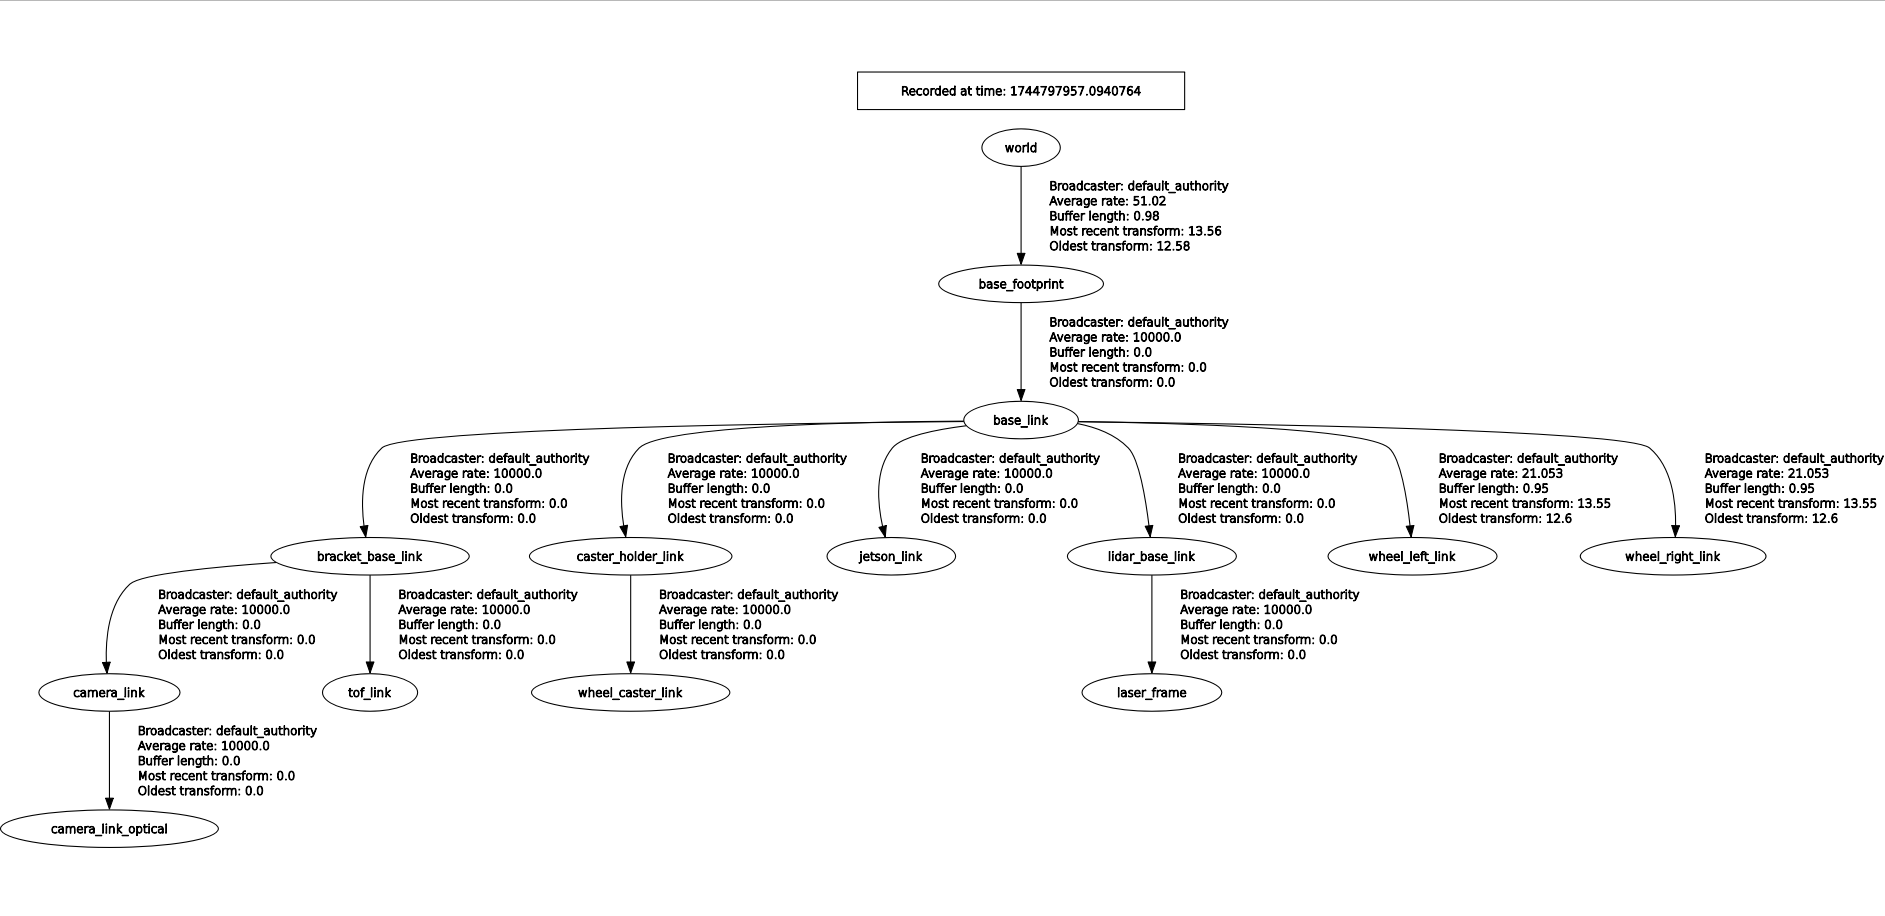 Recorded at time: 1744797957.0940764
world
Broadcaster: default_authority
Average rate: 51.02
Buffer length: 0.98
Most recent transform: 13.56
Oldest transform: 12.58
base_footprint
Broadcaster: default_authority
Average rate: 10000.0
Buffer length: 0.0
Most recent transform: 0.0
Oldest transform: 0.0
base_link
Broadcaster: default_authority
Average rate: 10000.0
Buffer length: 0.0
Most recent transform: 0.0
Oldest transform: 0.0
Broadcaster: default_authority
Average rate: 10000.0
Buffer length: 0.0
Most recent transform: 0.0
Oldest transform: 0.0
Broadcaster: default_authority
Average rate: 10000.0
Buffer length: 0.0
Most recent transform: 0.0
Oldest transform: 0.0
Broadcaster: default_authority
Average rate: 10000.0
Buffer length: 0.0
Most recent transform: 0.0
Oldest transform: 0.0
Broadcaster: default_authority
Average rate: 21.053
Buffer length: 0.95
Most recent transform: 13.55
Oldest transform: 12.6
Broadcaster: default_authority
Average rate: 21.053
Buffer length: 0.95
Most recent transform: 13.55
Oldest transform: 12.6
bracket_base_link
caster_holder_link
jetson_link
lidar_base_link
wheel_left_link
wheel_right_link
Broadcaster: default_authority
Average rate: 10000.0
Buffer length: 0.0
Most recent transform: 0.0
Oldest transform: 0.0
Broadcaster: default_authority
Average rate: 10000.0
Buffer length: 0.0
Most recent transform: 0.0
Oldest transform: 0.0
Broadcaster: default_authority
Average rate: 10000.0
Buffer length: 0.0
Most recent transform: 0.0
Oldest transform: 0.0
Broadcaster: default_authority
Average rate: 10000.0
Buffer length: 0.0
Most recent transform: 0.0
Oldest transform: 0.0
camera_link
tof_link
wheel_caster_link
laser_frame
Broadcaster: default_authority
Average rate: 10000.0
Buffer length: 0.0
Most recent transform: 0.0
Oldest transform: 0.0
camera_link_optical